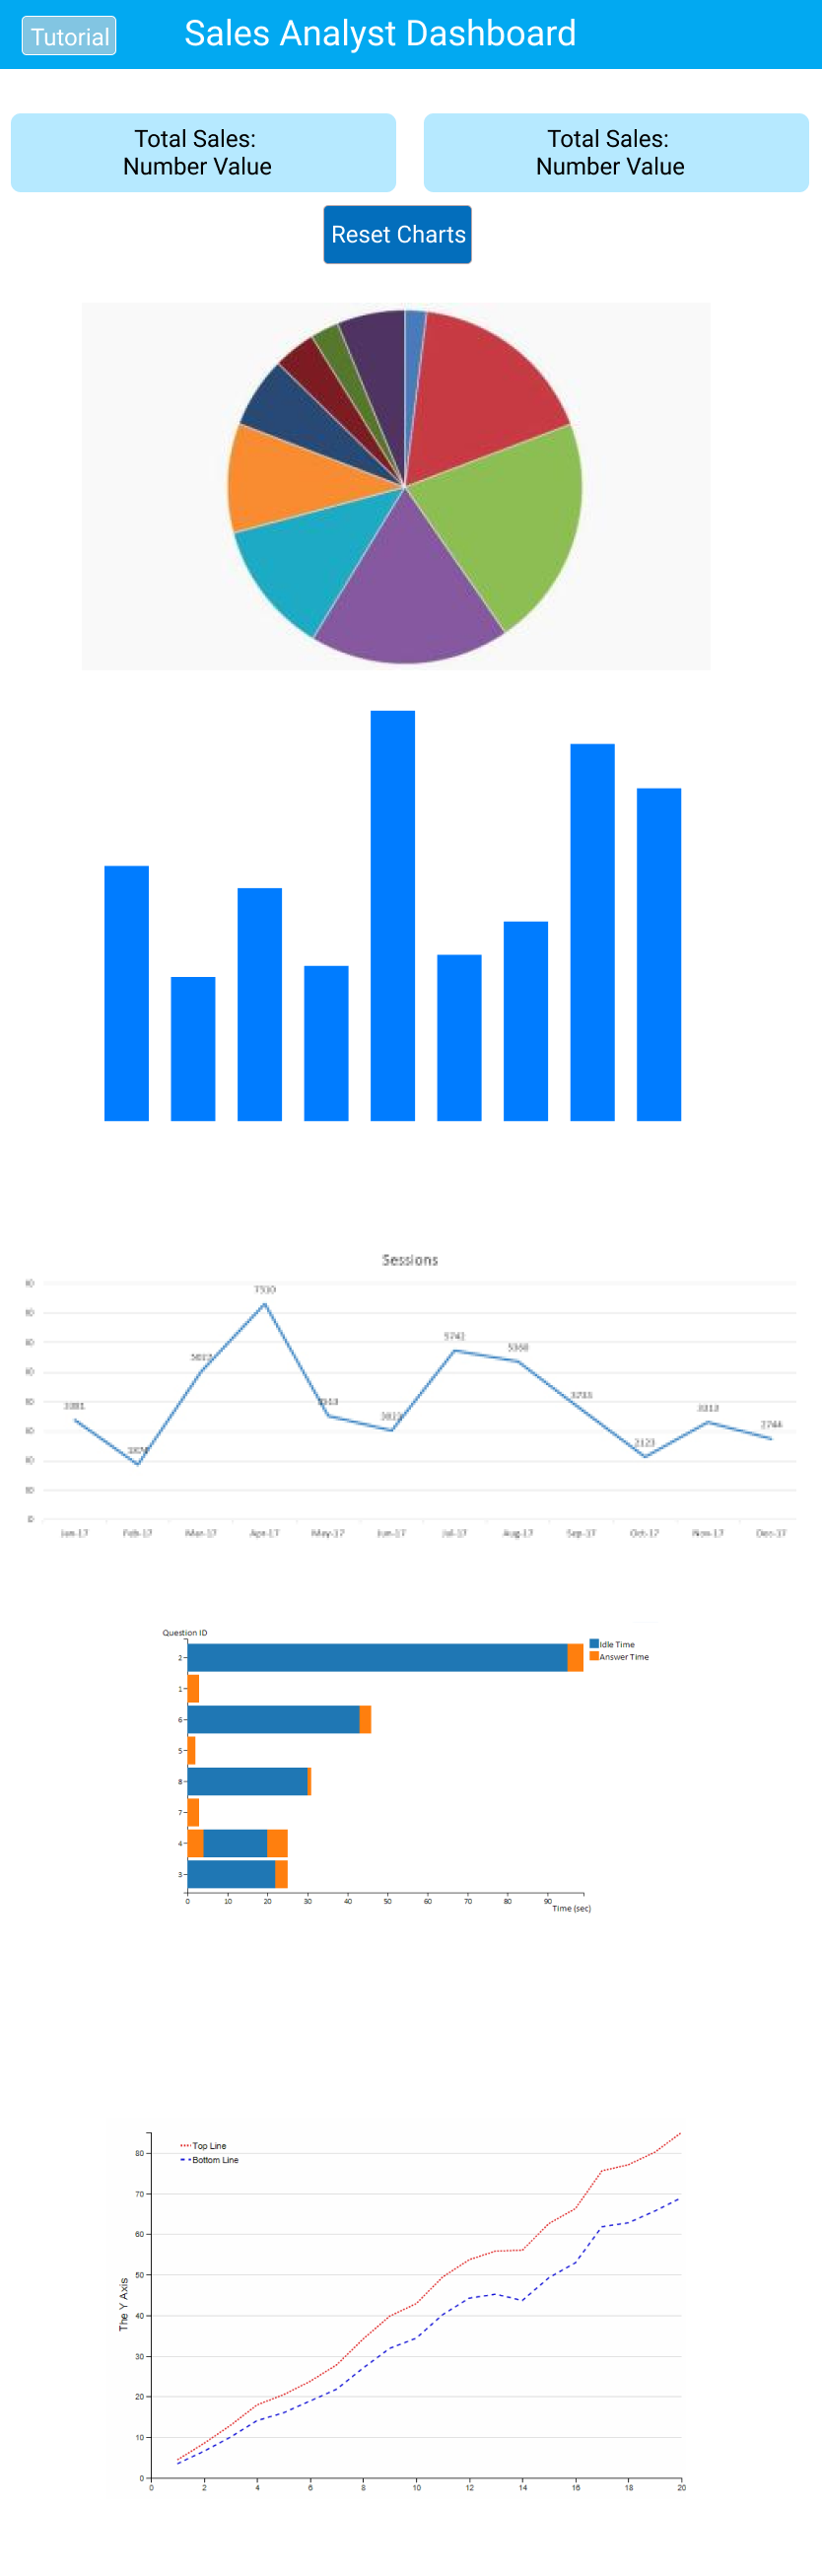 Tutorial
Sales Analyst Dashboard
Total Sales:
Number Value
Total Sales:
Number Value
Reset Charts
Sessions
7510
5742
5368
3733
3381
3313
2744
2123
0
Jan-17 Feb-17 Mar-17 Apr-17 May-17 Jun-17 Jul-17 Aug-17 Sep-17 Oct-17 Nov-17 Dec-17
Question ID
Idle Time
Answer Time
2
1
6
5
8
7
4
3
0 10 20 30 40 50 60 70 80 90
Time (sec)
Top Line
Bottom Line
The Y Axis
80
70
60
50
40
30
20
10
0
0 2 4 6 8 10 12 14 16 18 20